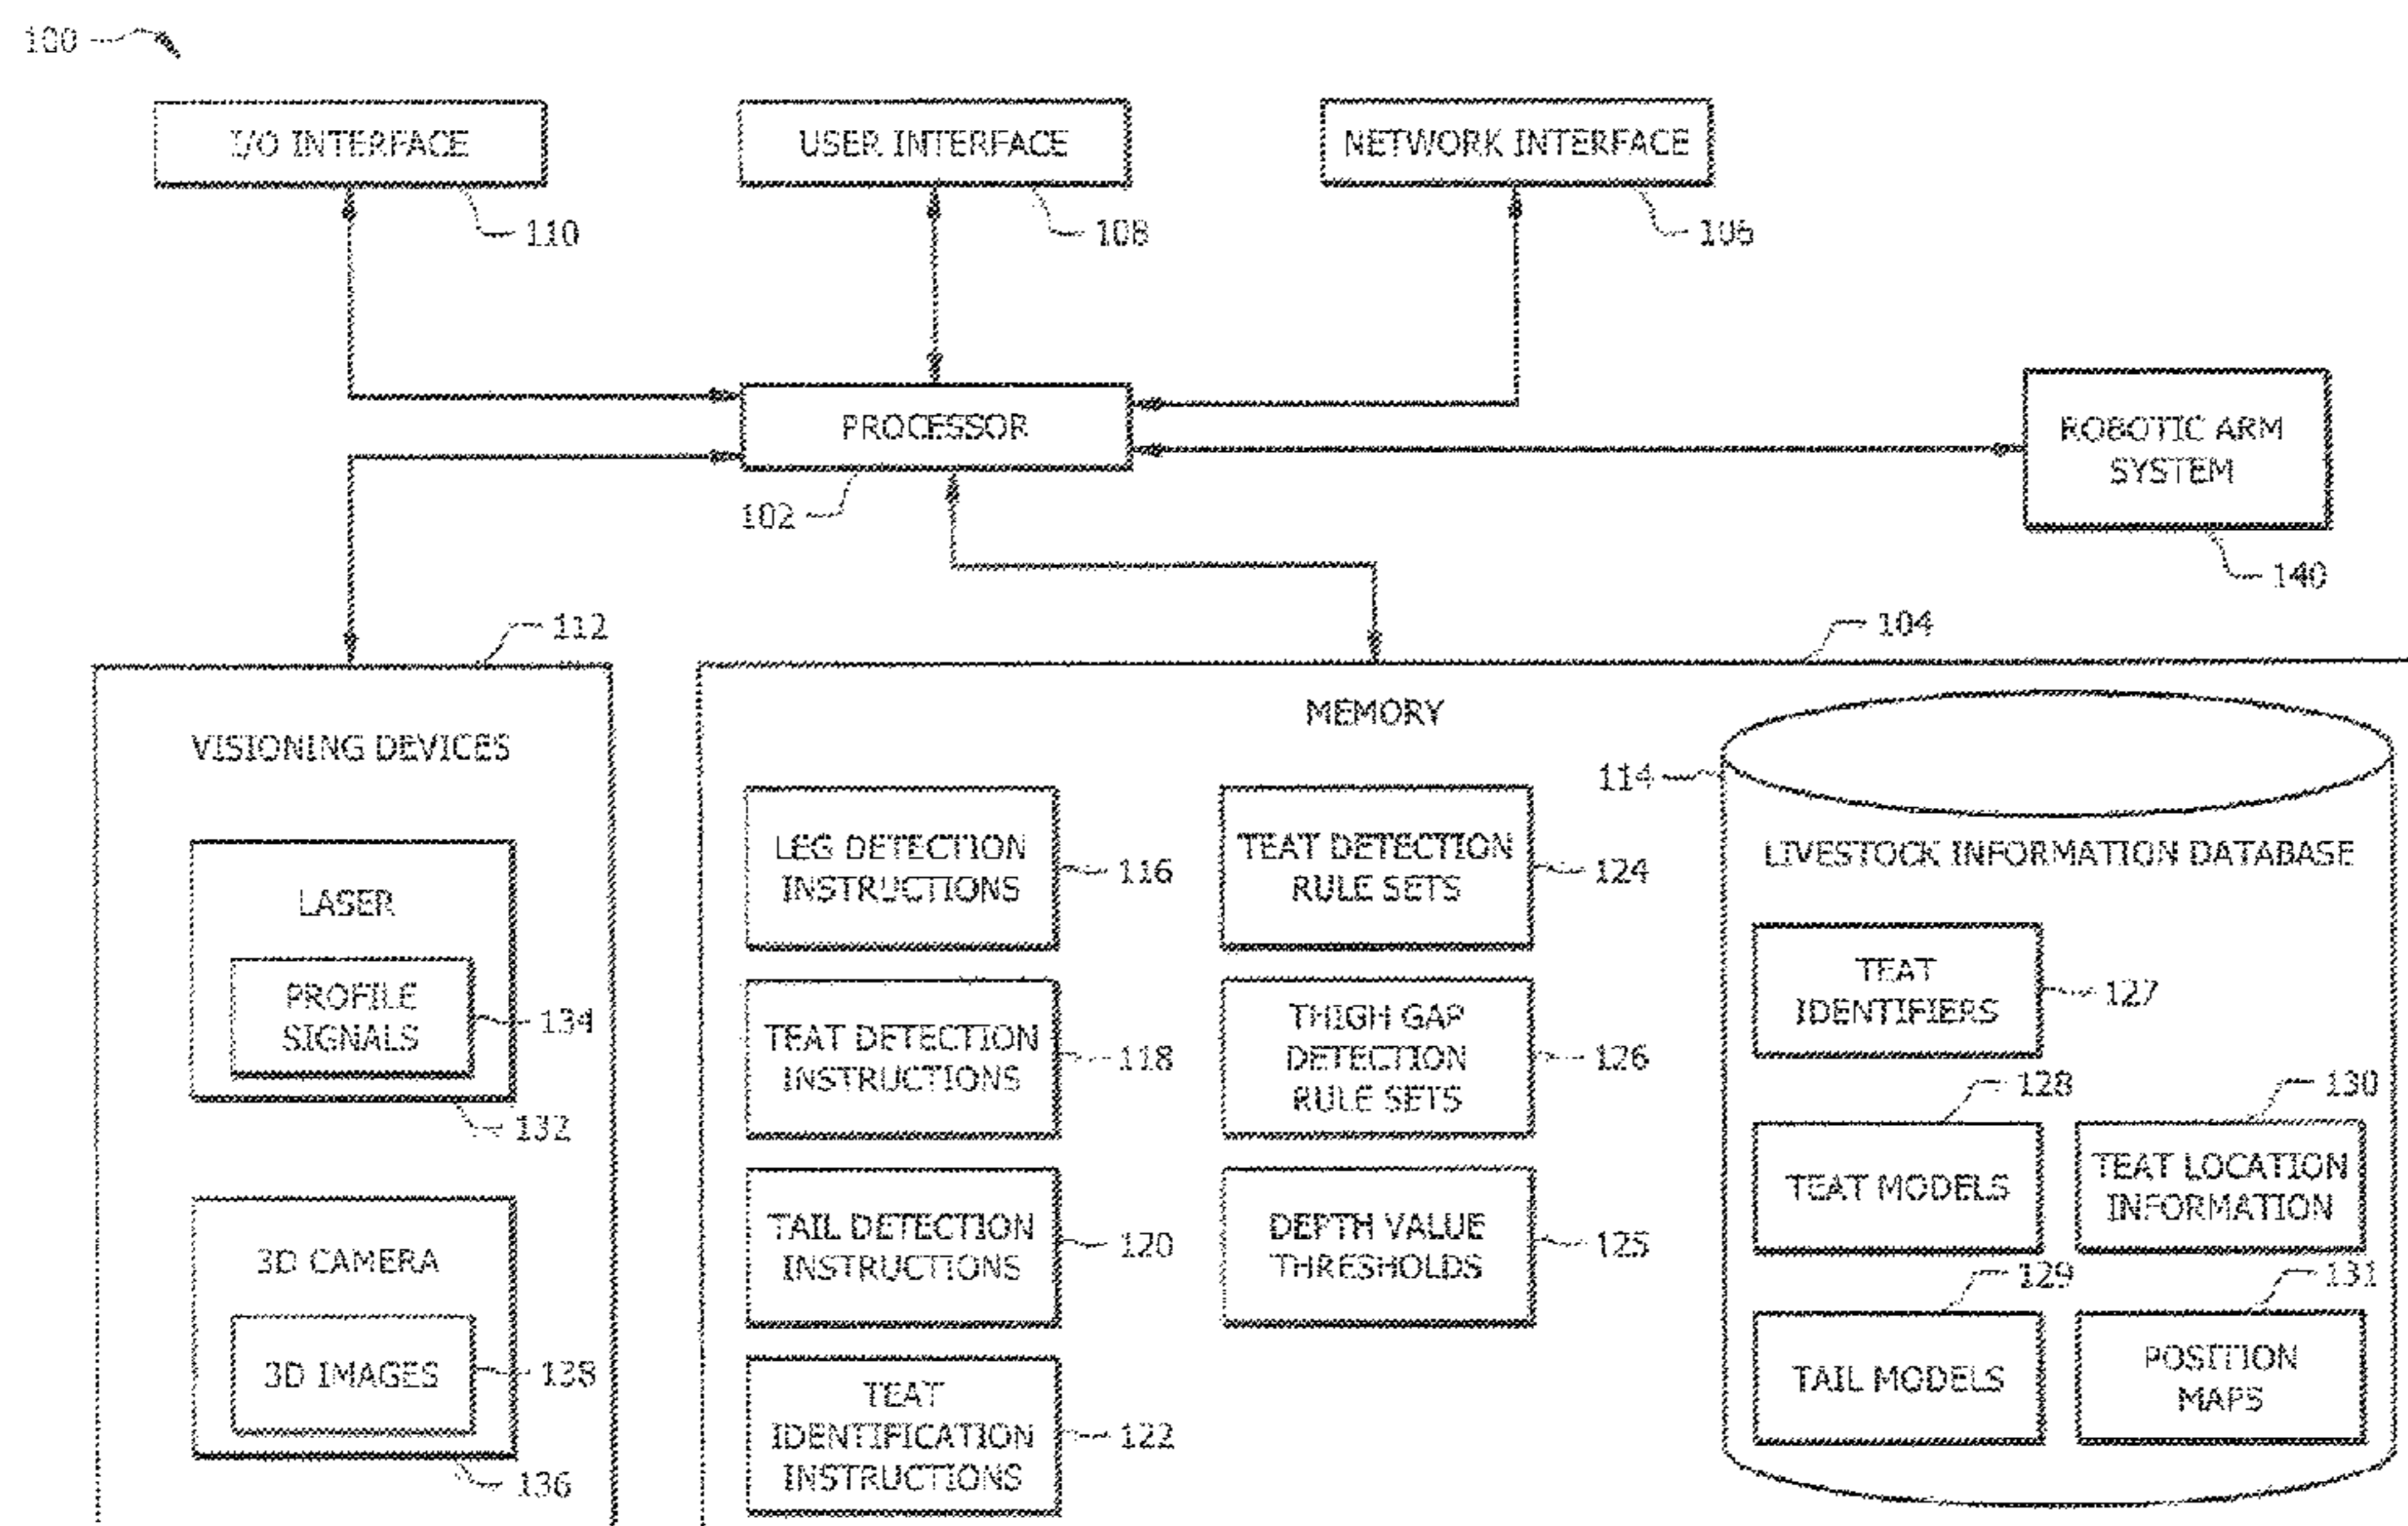 100
I/O INTERFACE
USER INTERFACE
NETWORK INTERFACE
110
108
106
PROCESSOR
102
ROBOTIC ARM
SYSTEM
140
112
VISIONING DEVICES
LASER
PROFILE
SIGNALS
134
132
3D CAMERA
3D IMAGES
138
136
104
MEMORY
LEG DETECTION
INSTRUCTIONS
116
TEAT DETECTION
INSTRUCTIONS
118
TAIL DETECTION
INSTRUCTIONS
120
TEAT
IDENTIFICATION
INSTRUCTIONS
122
TEAT DETECTION
RULE SETS
124
THIGH GAP
DETECTION
RULE SETS
126
DEPTH VALUE
THRESHOLDS
125
114
LIVESTOCK INFORMATION DATABASE
TEAT
IDENTIFIERS
127
128
TEAT MODELS
130
TEAT LOCATION
INFORMATION
129
TAIL MODELS
131
POSITION
MAPS